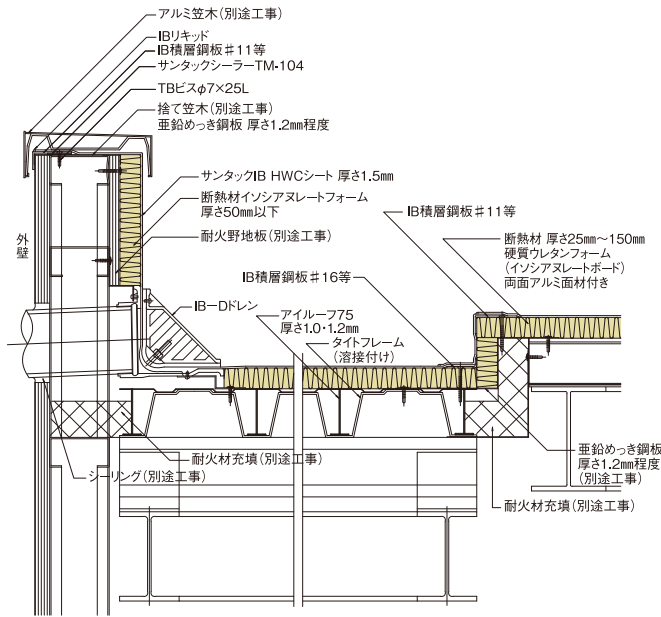 アルミ笠木(別途工事)
IBリキッド
IB積層鋼板#11等
サンタックシーラーTM-104
TBビスφ7×25L
捨て笠木(別途工事)
亜鉛めっき鋼板 厚さ1.2mm程度
サンタックIB HWCシート 厚さ1.5mm
断熱材イソシアヌレートフォーム
厚さ50mm以下
耐火野地板(別途工事)
外壁
IB積層鋼板#11等
断熱材 厚さ25mm〜150mm
硬質ウレタンフォーム
(イソシアヌレートボード)
両面アルミ面材付き
IB積層鋼板#16等
IB-Dドレン
アイルーフ75
厚さ1.0・1.2mm
タイトフレーム
(溶接付け)
耐火材充填(別途工事)
シーリング(別途工事)
亜鉛めっき鋼板
厚さ1.2mm程度
(別途工事)
耐火材充填(別途工事)